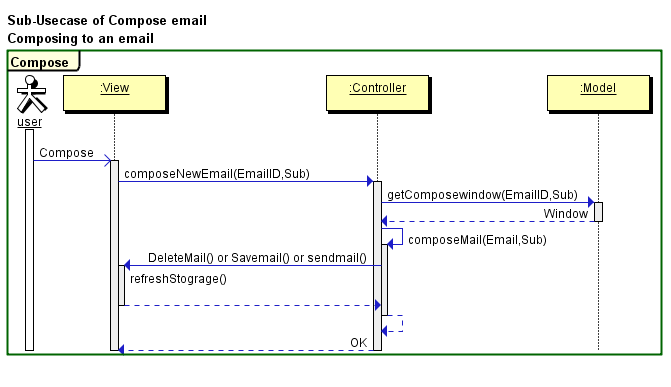 Sub-Usecase of Compose email
Composing to an email
Compose
:View
:Controller
:Model
user
Compose
composeNewEmail(EmailID,Sub)
getComposewindow(EmailID,Sub)
Window
composeMail(Email,Sub)
DeleteMail() or Savemail() or sendmail()
refreshStograge()
OK